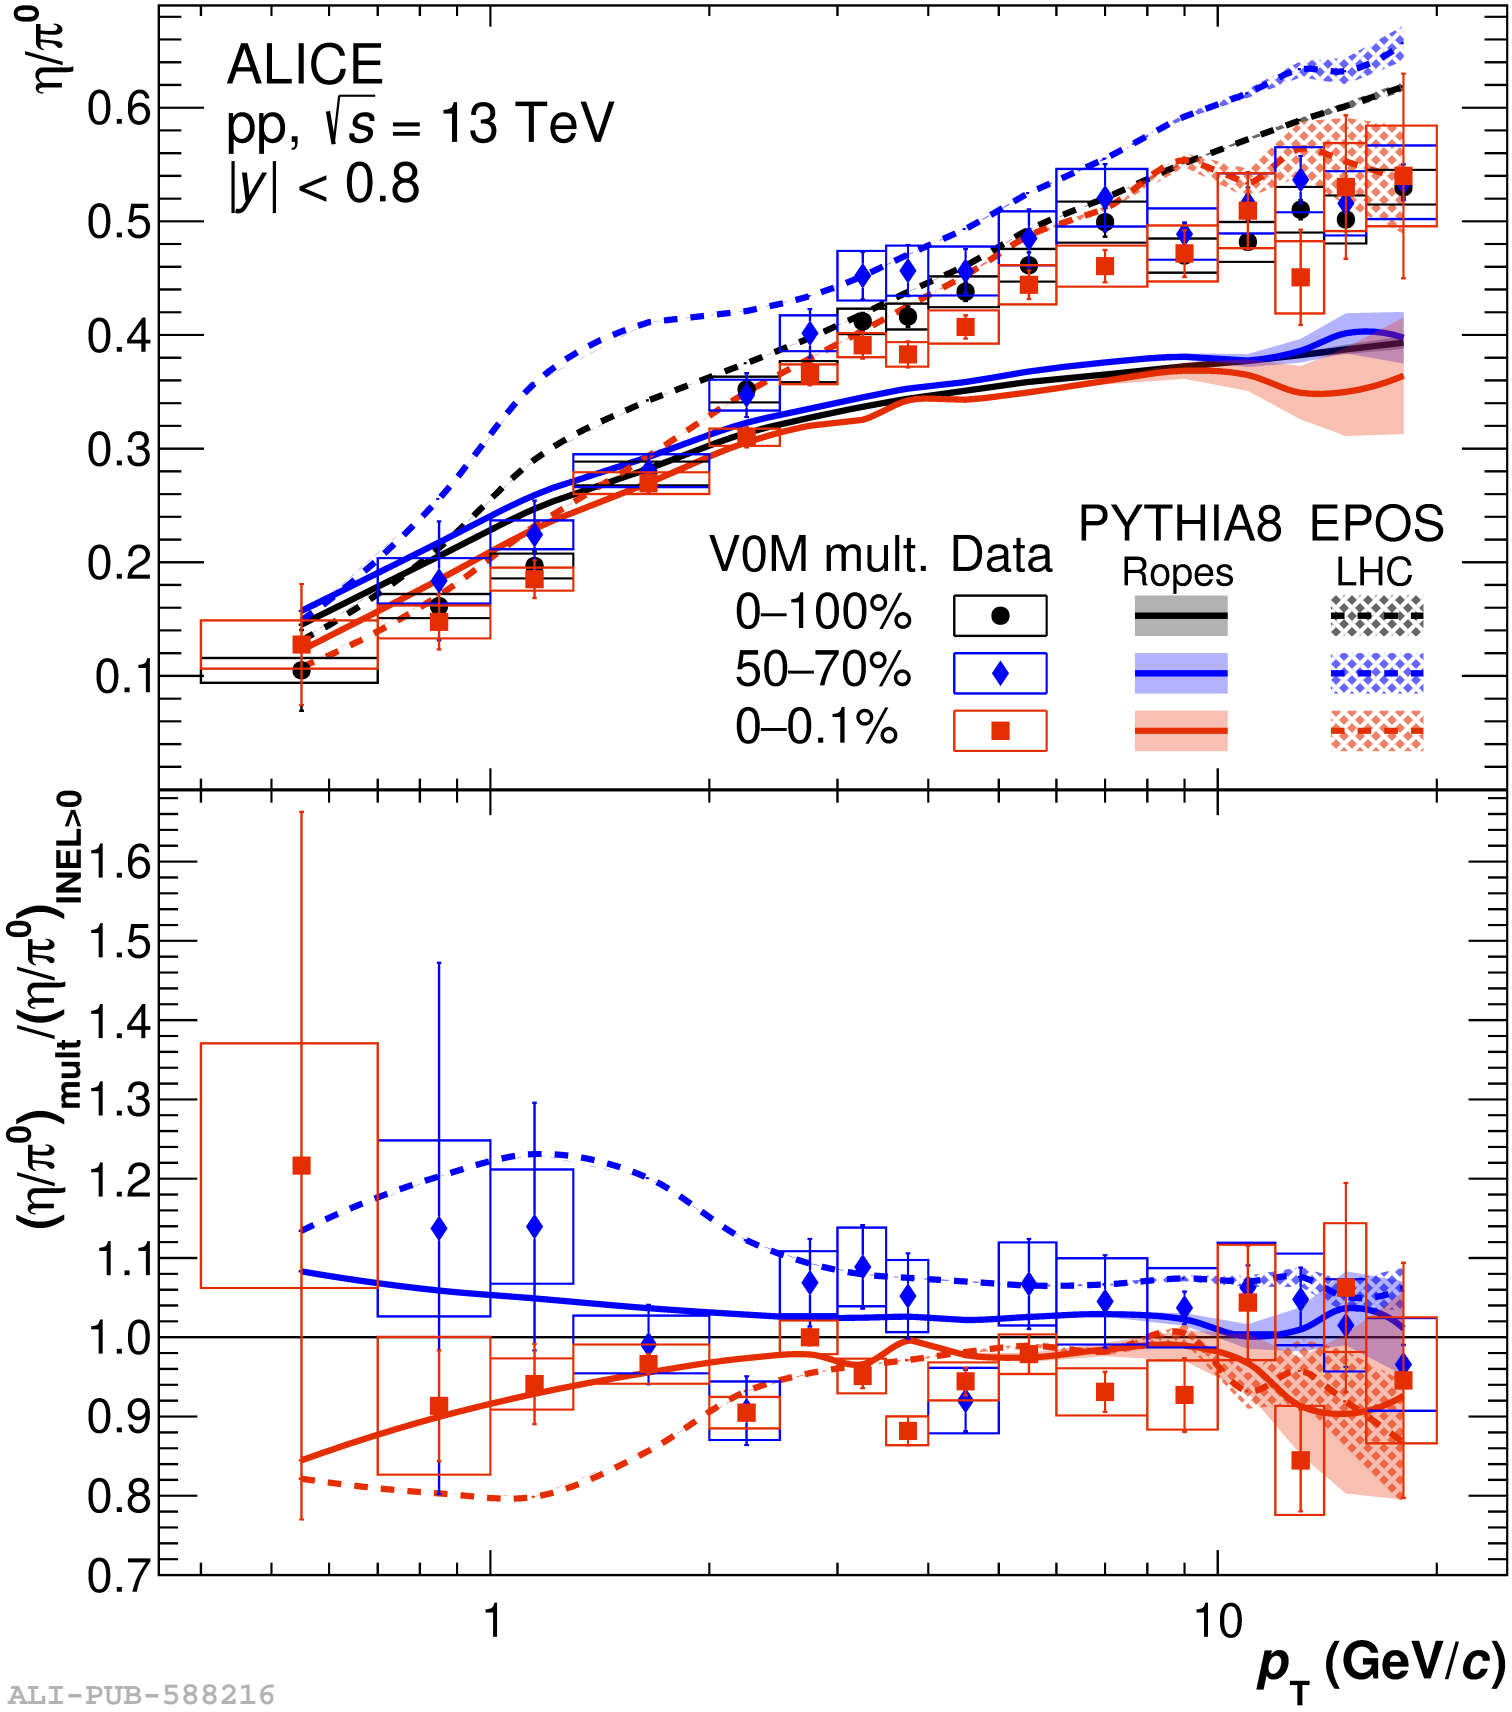 η/π⁰
ALICE
pp, √s = 13 TeV
|y| < 0.8
0.6
0.5
0.4
0.3
0.2
0.1
PYTHIA8 EPOS
V0M mult. Data Ropes LHC
0–100%
50–70%
0–0.1%
(η/π⁰)mult/(η/π⁰)INEL>0
1.6
1.5
1.4
1.3
1.2
1.1
1.0
0.9
0.8
0.7
1 10
pT (GeV/c)
ALI-PUB-588216